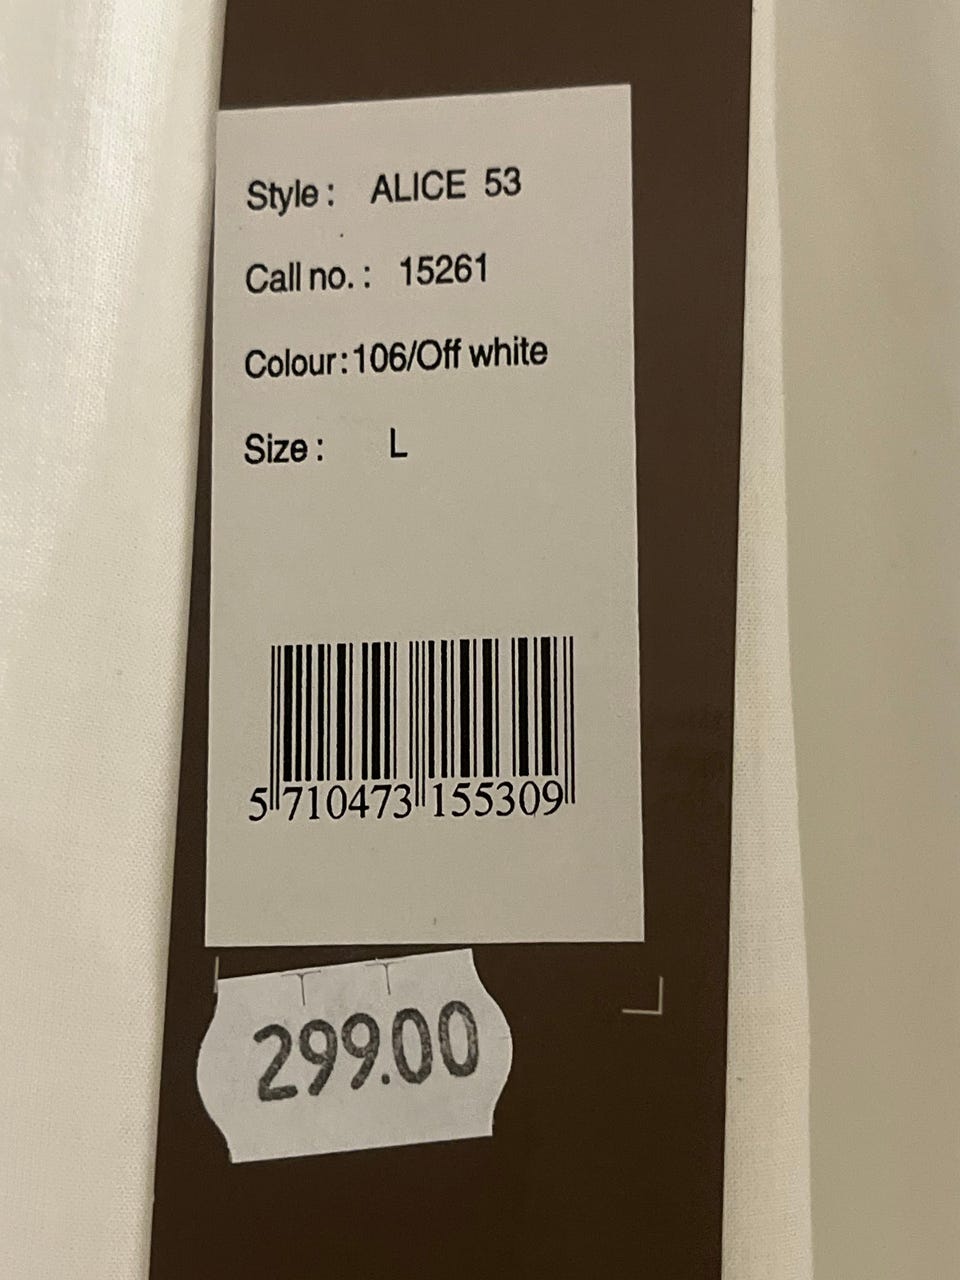 Style: ALICE 53
Call no.: 15261
Colour: 106/Off white
Size: L
5 710473 155309
299.00